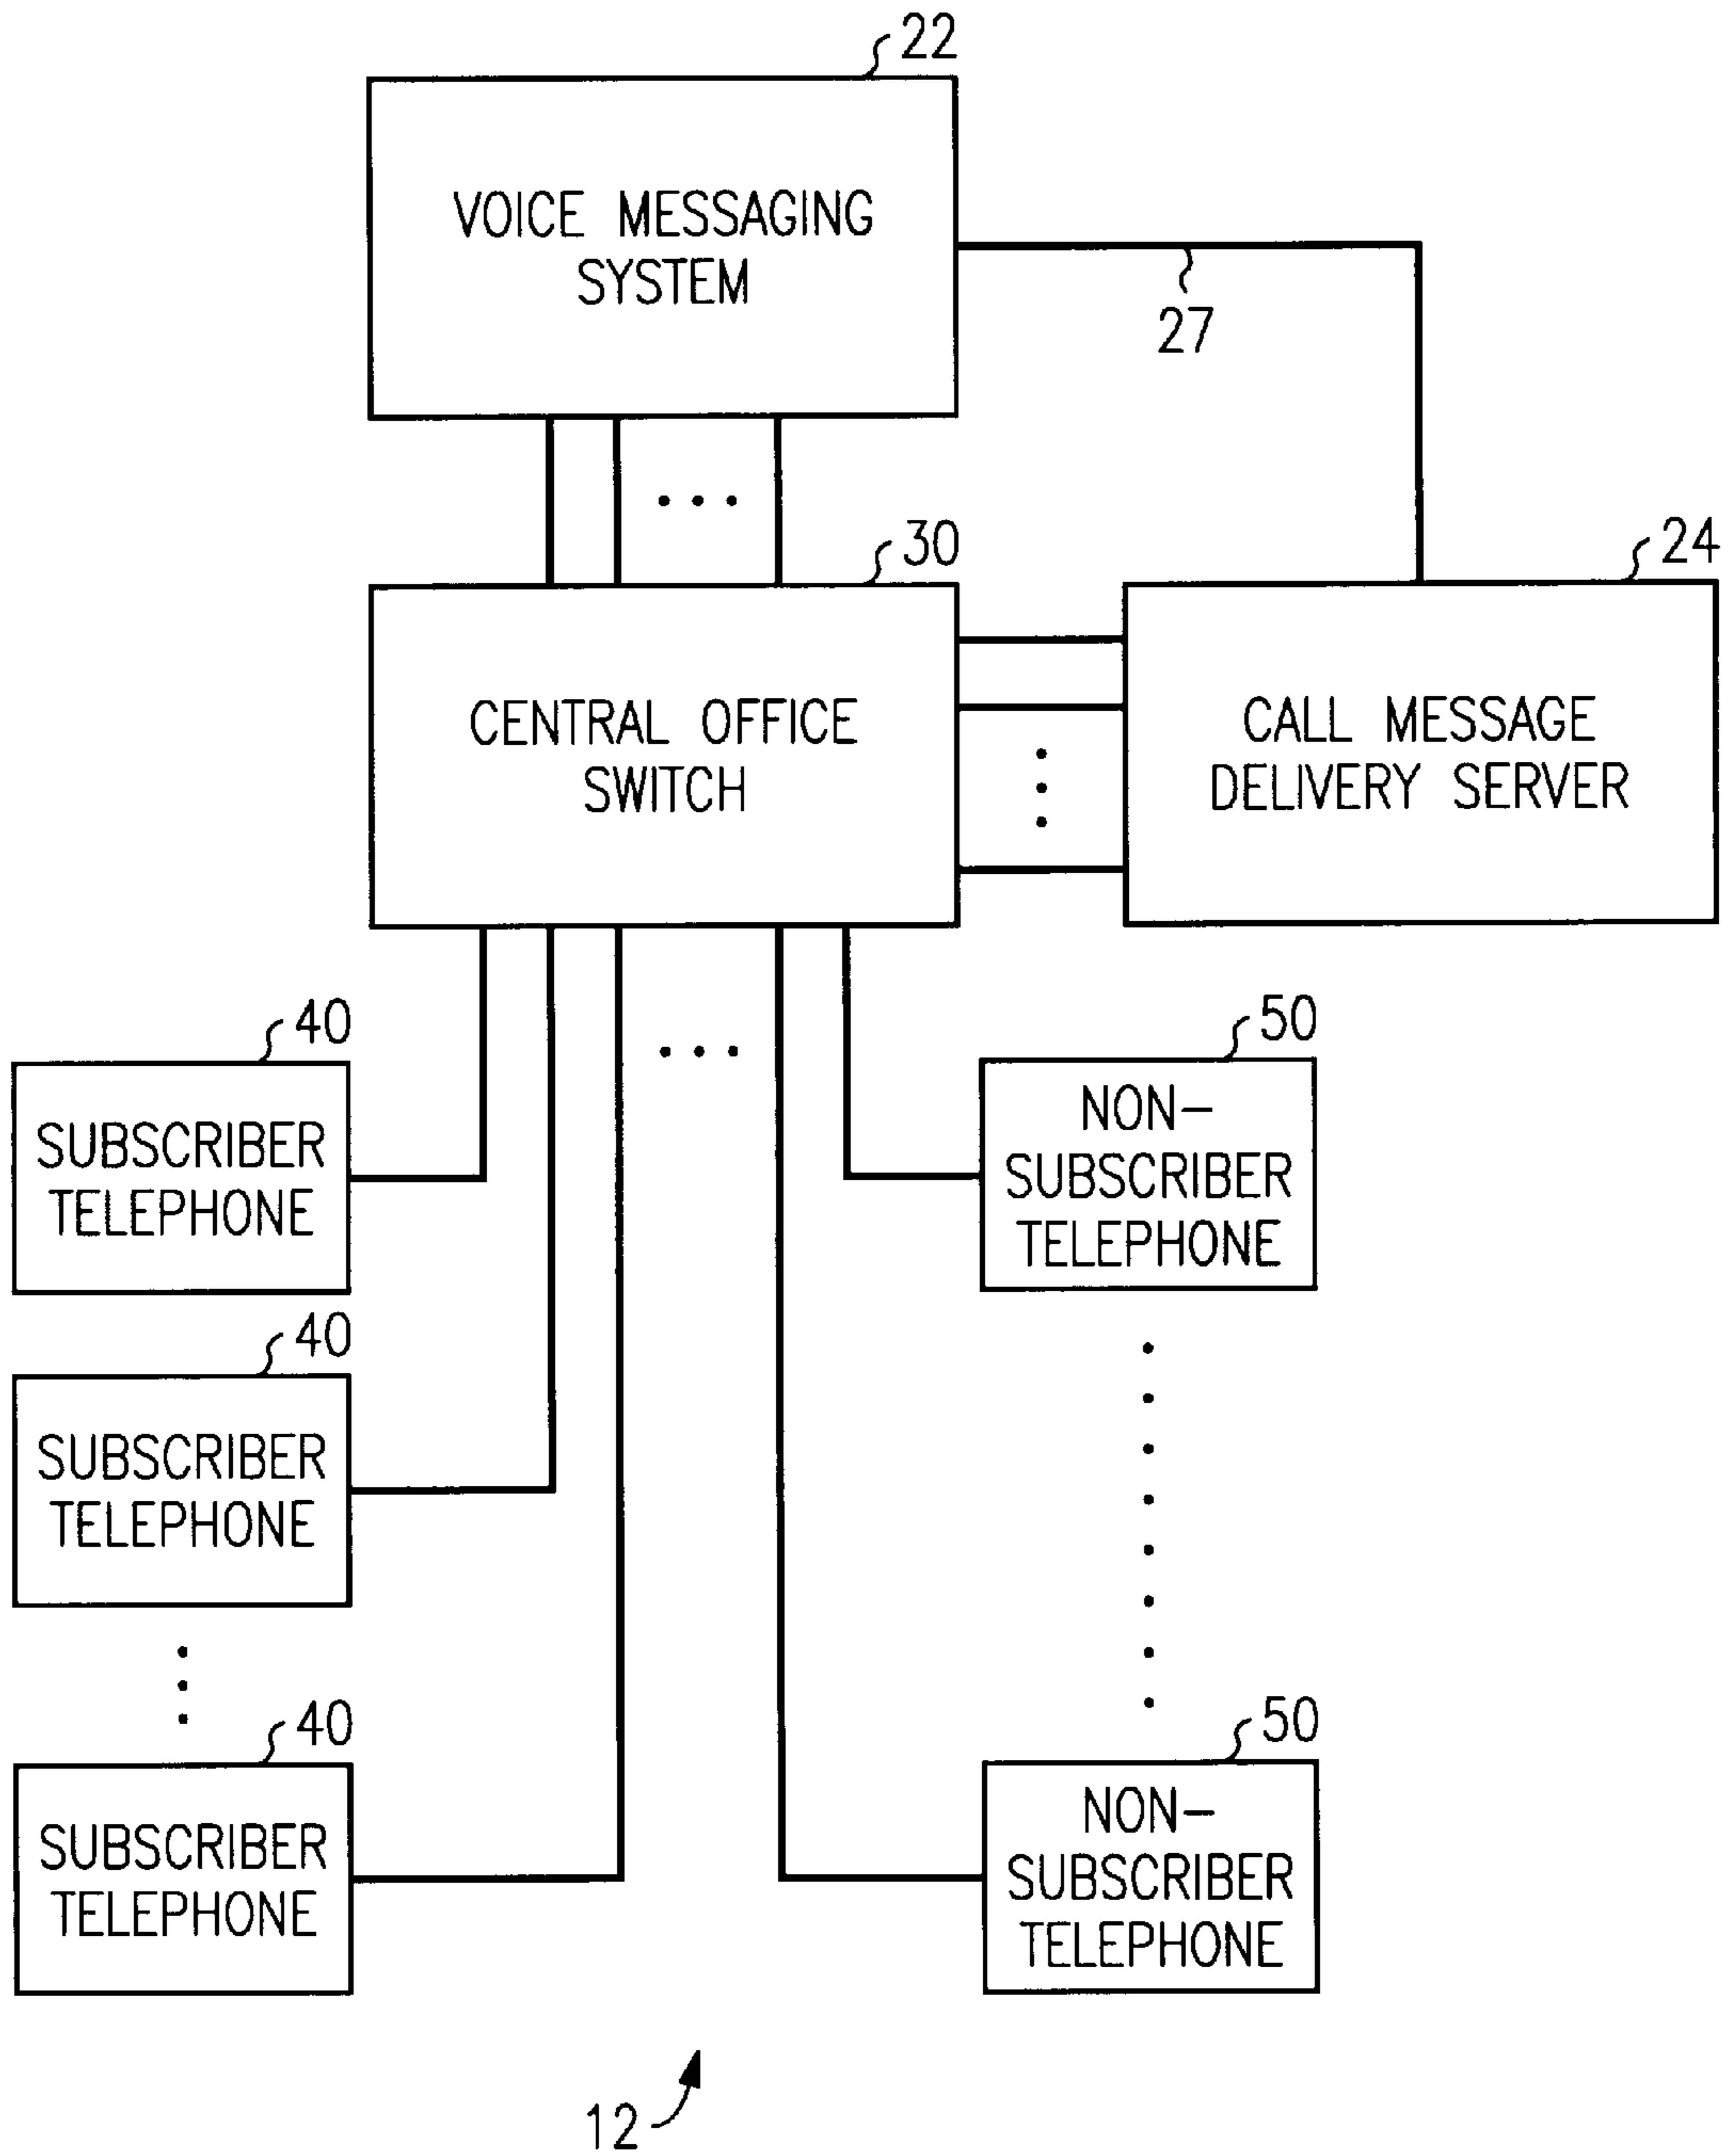 22
VOICE MESSAGING
SYSTEM
27
30
24
CENTRAL OFFICE
SWITCH
CALL MESSAGE
DELIVERY SERVER
40
SUBSCRIBER
TELEPHONE
50
NON-
SUBSCRIBER
TELEPHONE
40
SUBSCRIBER
TELEPHONE
40
SUBSCRIBER
TELEPHONE
50
NON-
SUBSCRIBER
TELEPHONE
12